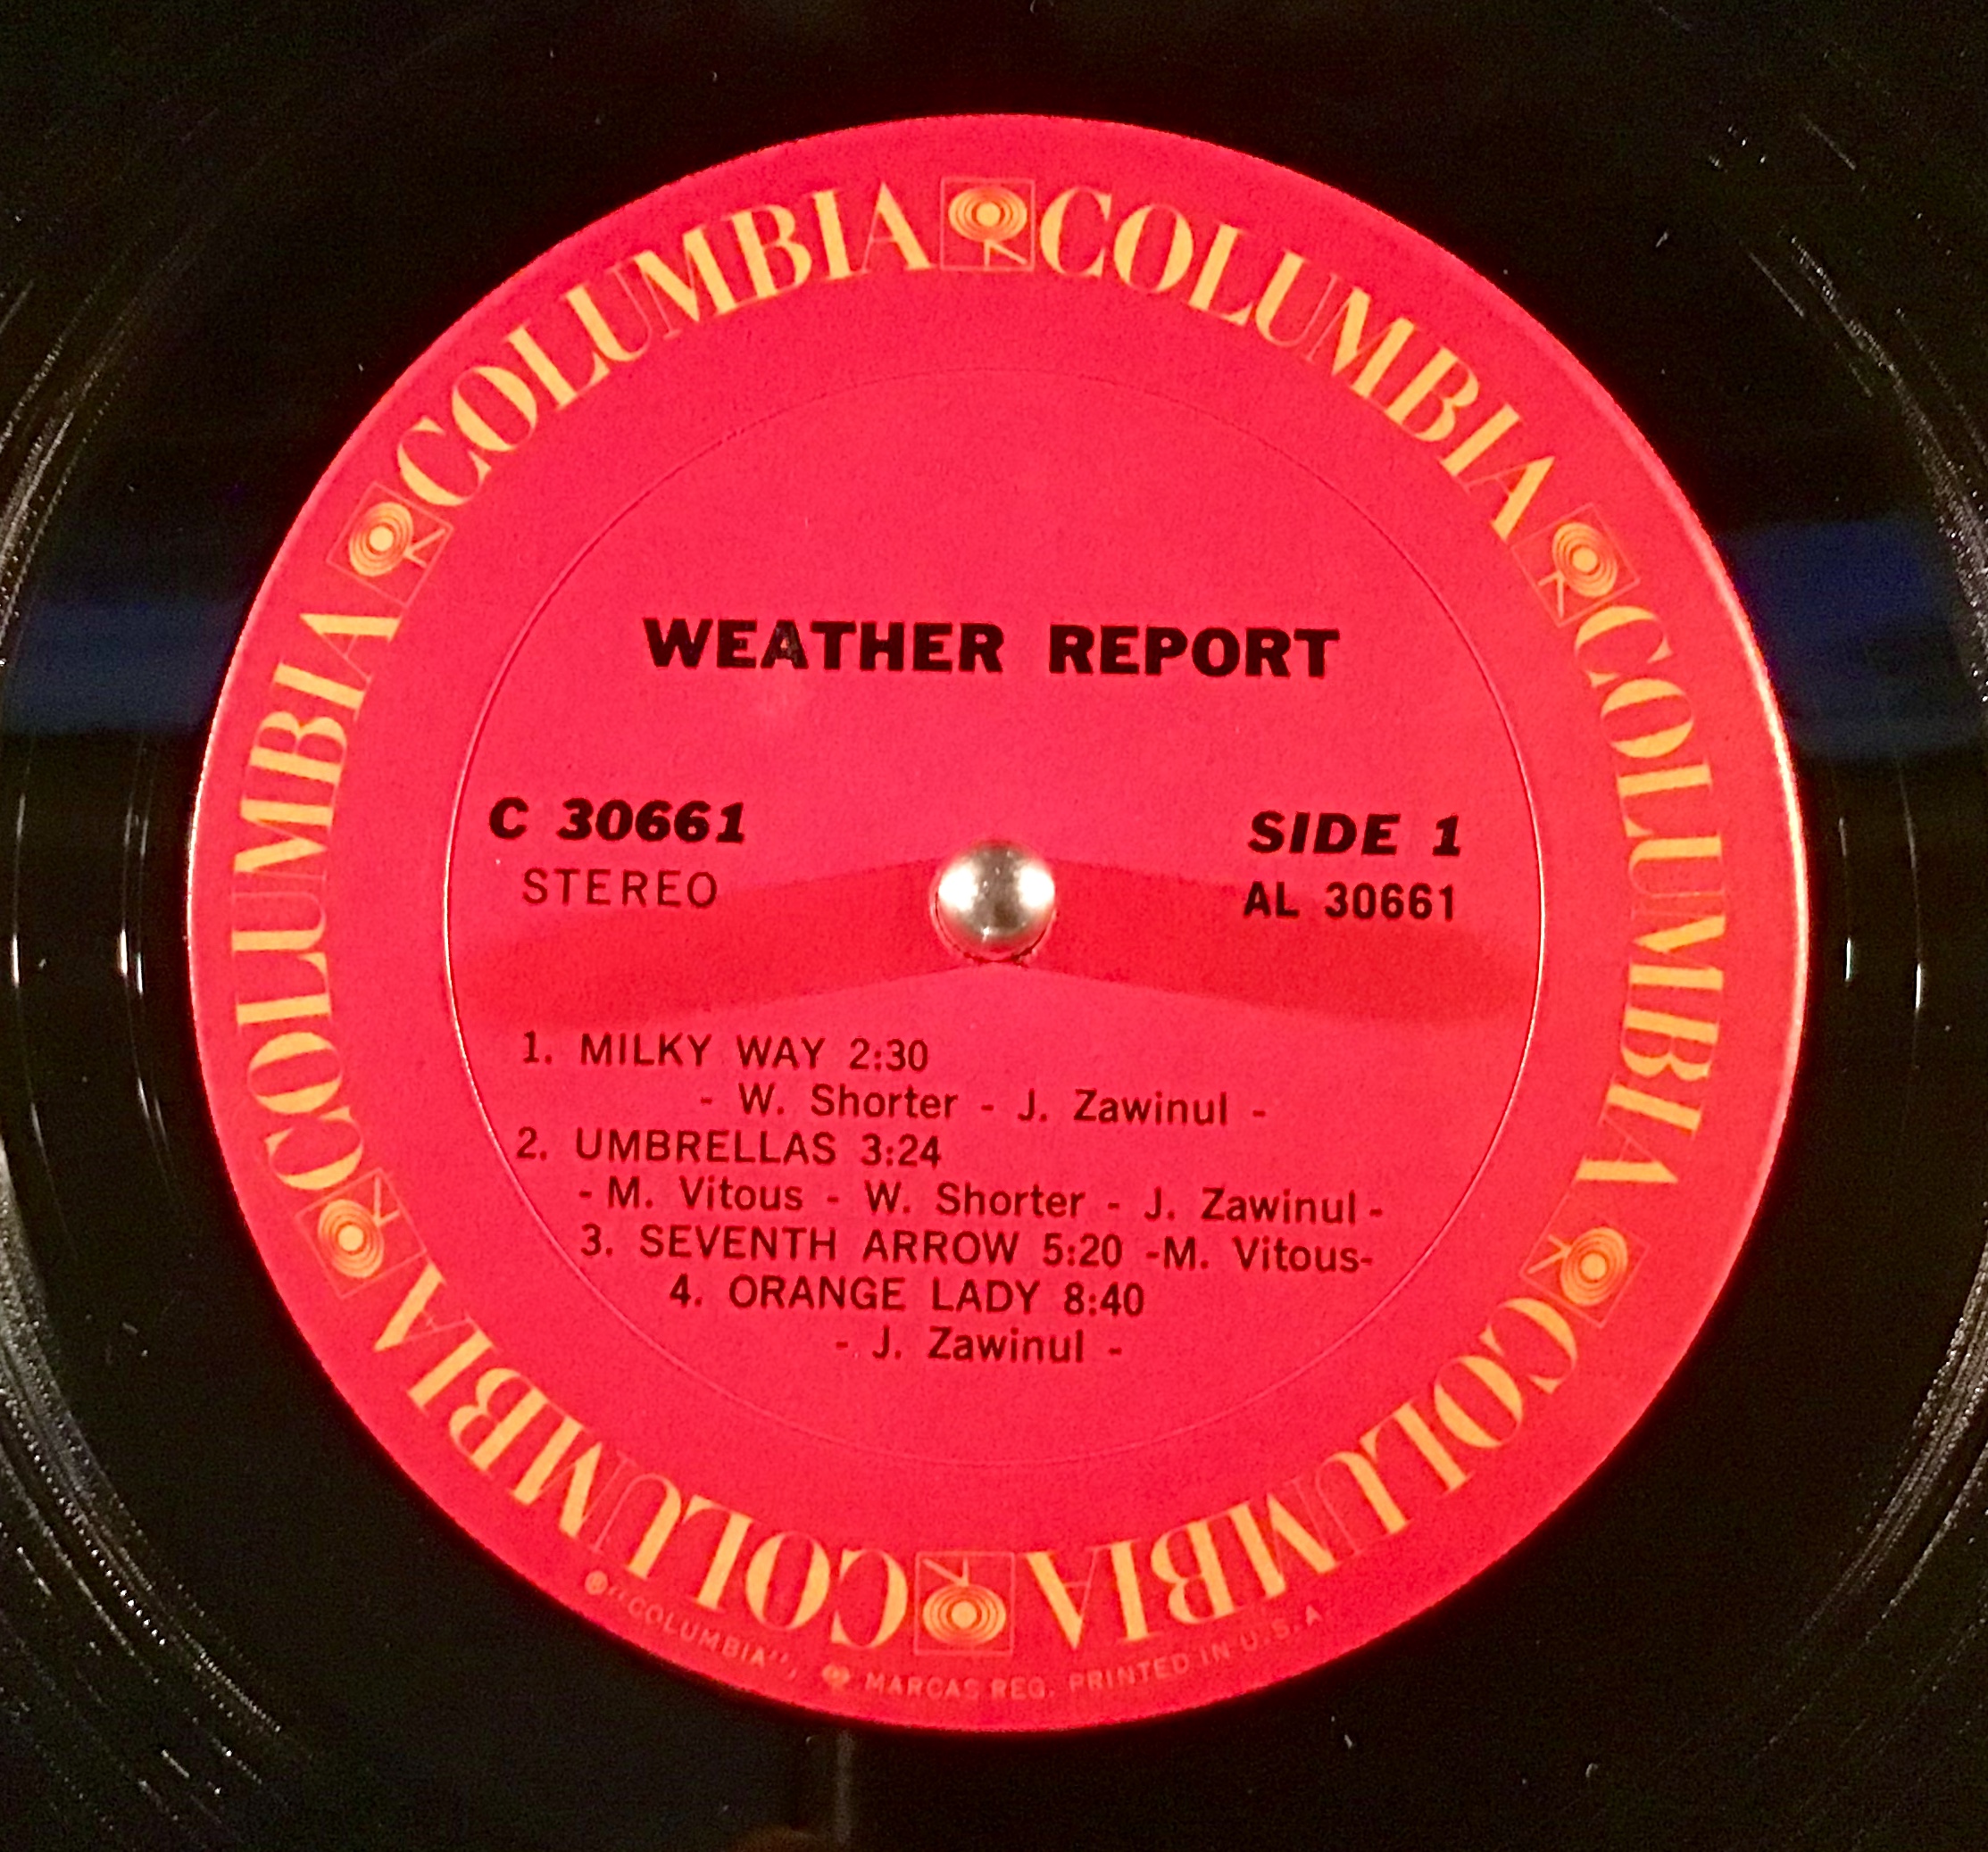 COLUMBIA COLUMBIA COLUMBIA COLUMBIA COLUMBIA COLUMBIA
WEATHER REPORT
C 30661
STEREO
SIDE 1
AL 30661
1. MILKY WAY 2:30
- W. Shorter - J. Zawinul -
2. UMBRELLAS 3:24
- M. Vitous - W. Shorter - J. Zawinul -
3. SEVENTH ARROW 5:20 -M. Vitous-
4. ORANGE LADY 8:40
- J. Zawinul -
® "COLUMBIA", MARCAS REG. PRINTED IN U.S.A.